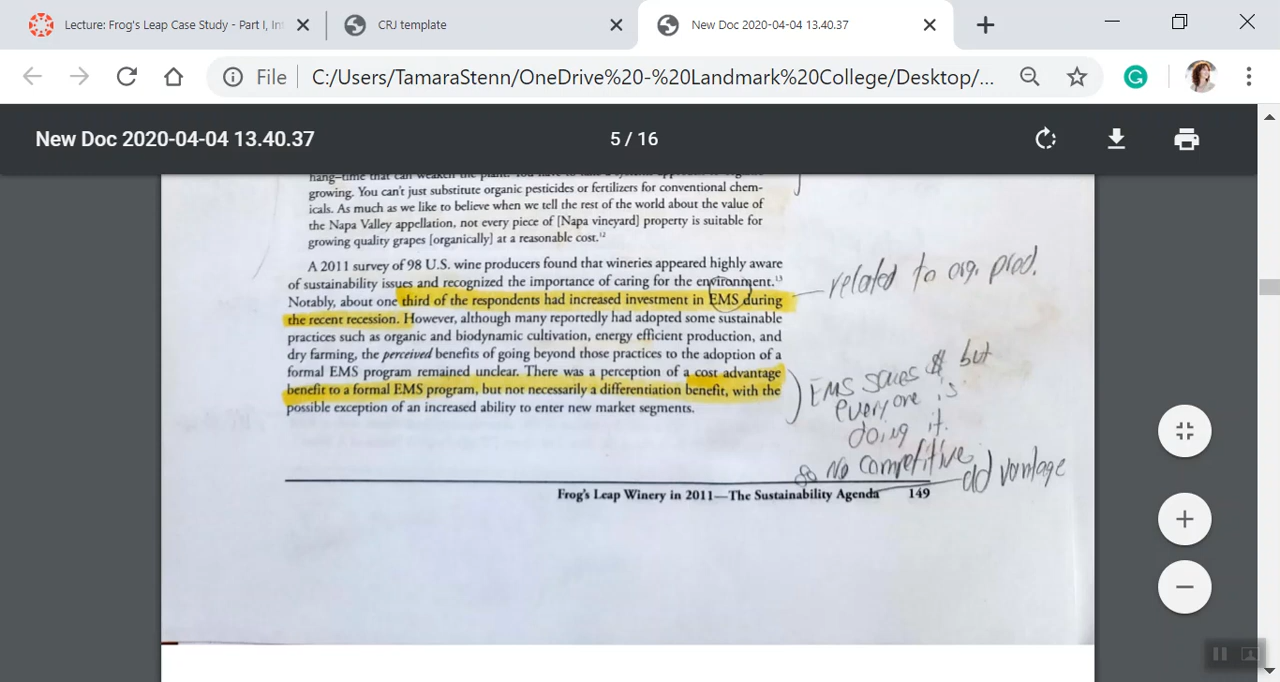 Lecture: Frog's Leap Case Study - Part I, In
CRJ template
New Doc 2020-04-04 13.40.37
File
C:/Users/TamaraStenn/OneDrive%20-%20Landmark%20College/Desktop/...
New Doc 2020-04-04 13.40.37
5 / 16
hang–time that can weaken the plant.
growing. You can't just substitute organic pesticides or fertilizers for conventional chem-
icals. As much as we like to believe when we tell the rest of the world about the value of
the Napa Valley appellation, not every piece of [Napa vineyard] property is suitable for
growing quality grapes [organically] at a reasonable cost.¹²
A 2011 survey of 98 U.S. wine producers found that wineries appeared highly aware
of sustainability issues and recognized the importance of caring for the environment.¹³
Notably, about one third of the respondents had increased investment in EMS during
the recent recession. However, although many reportedly had adopted some sustainable
practices such as organic and biodynamic cultivation, energy efficient production, and
dry farming, the perceived benefits of going beyond those practices to the adoption of a
formal EMS program remained unclear. There was a perception of a cost advantage
benefit to a formal EMS program, but not necessarily a differentiation benefit, with the
possible exception of an increased ability to enter new market segments.
related to org. prod.
EMS saves $ but
everyone is
doing it.
so No competitive
advantage
Frog's Leap Winery in 2011—The Sustainability Agenda 149